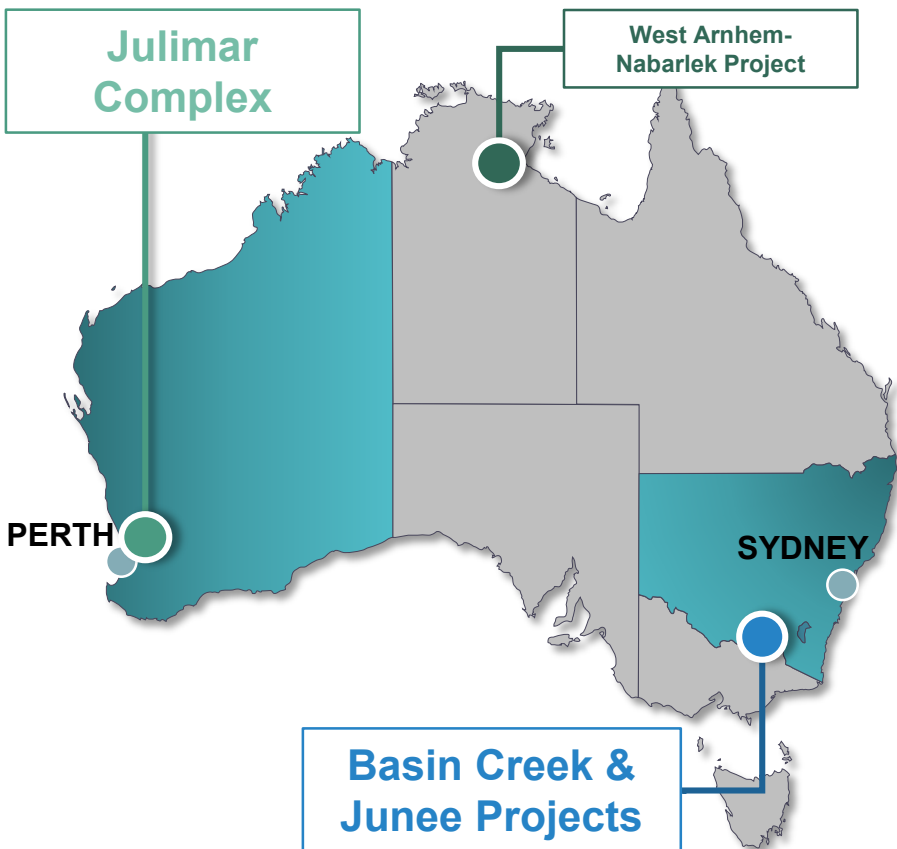 Julimar
Complex
West Arnhem-
Nabarlek Project
PERTH
SYDNEY
Basin Creek &
Junee Projects